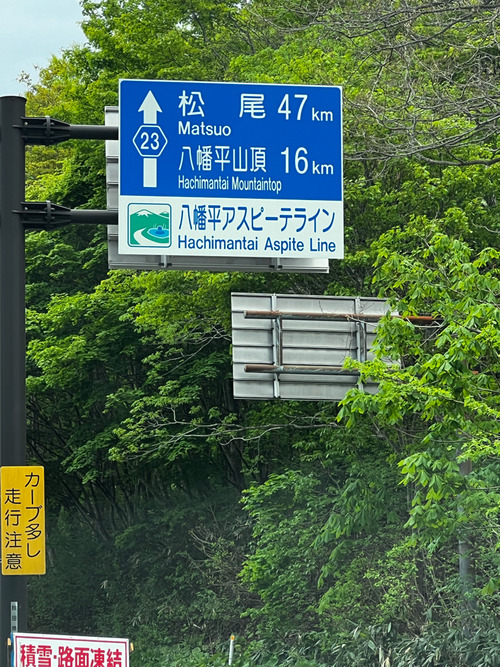 松尾 47km
Matsuo
23
八幡平山頂 16km
Hachimantai Mountaintop
八幡平アスピーテライン
Hachimantai Aspite Line
カーブ多し
走行注意
積雪・路面凍結